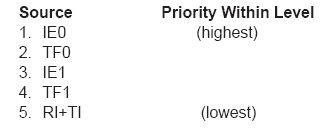 Source Priority Within Level
1. IE0 (highest)
2. TF0
3. IE1
4. TF1
5. RI+TI (lowest)